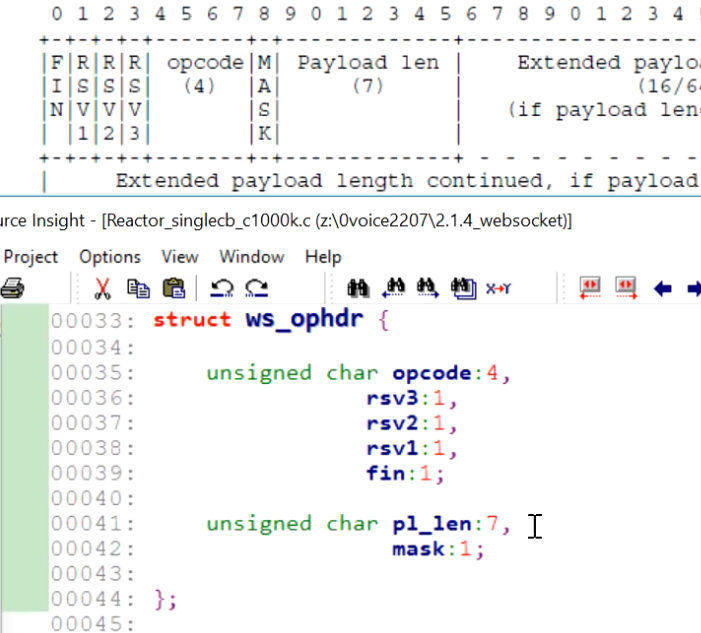 0 1 2 3 4 5 6 7 8 9 0 1 2 3 4 5 6 7 8 9 0 1 2 3 4
+-+-+-+-+-------+-+-------------+-------------------
|F|R|R|R| opcode|M| Payload len | Extended paylo
|I|S|S|S| (4) |A| (7) | (16/6
|N|V|V|V| |S| | (if payload len
| |1|2|3| |K| |
+-+-+-+-+-------+-+-------------+ - - - - - - - - -
| Extended payload length continued, if payload
urce Insight - [Reactor_singlecb_c1000k.c (z:\0voice2207\2.1.4_websocket)]
Project Options View Window Help
X→Y
00033: struct ws_ophdr {
00034:
00035: unsigned char opcode:4,
00036: rsv3:1,
00037: rsv2:1,
00038: rsv1:1,
00039: fin:1;
00040:
00041: unsigned char pl_len:7,
00042: mask:1;
00043:
00044: };
00045: